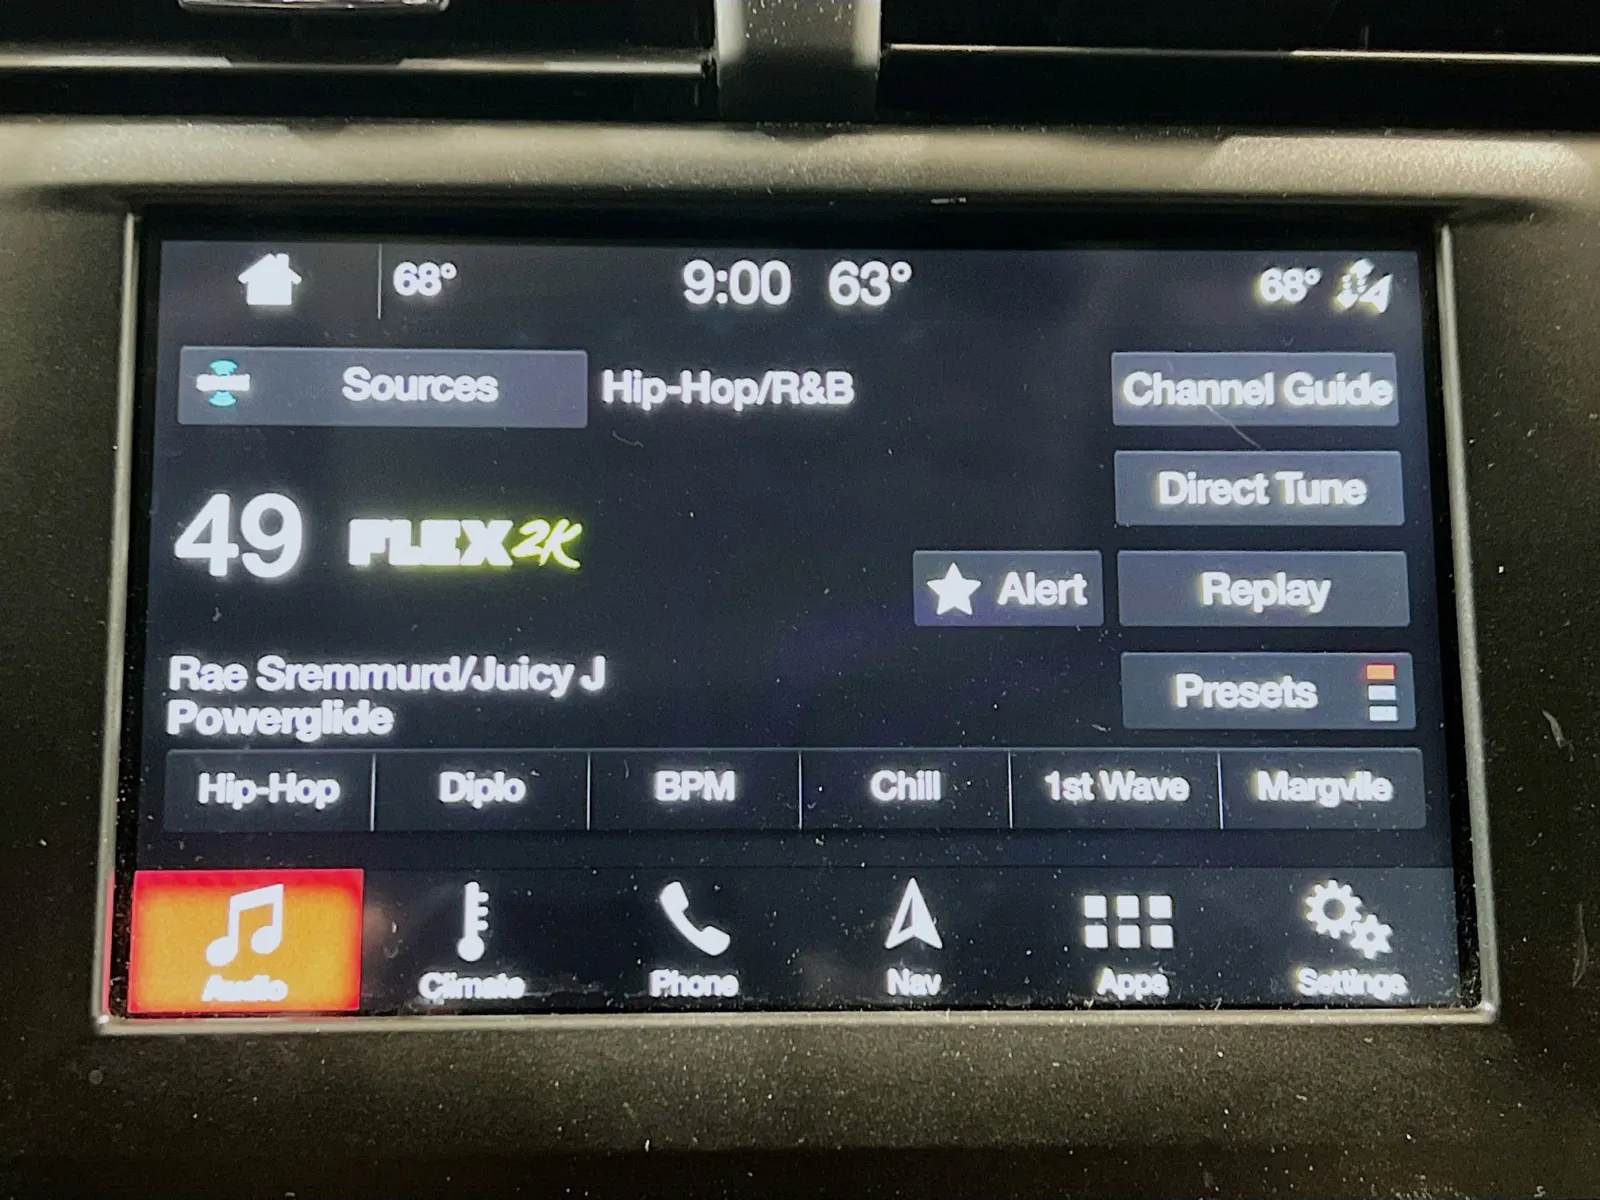 68° 9:00 63° 68°
Sources Hip-Hop/R&B Channel Guide
Direct Tune
49 FLEX2K
Alert Replay
Rae Sremmurd/Juicy J
Presets
Powerglide
Hip-Hop Diplo BPM Chill 1st Wave Margvlle
Audio Climate Phone Nav Apps Settings